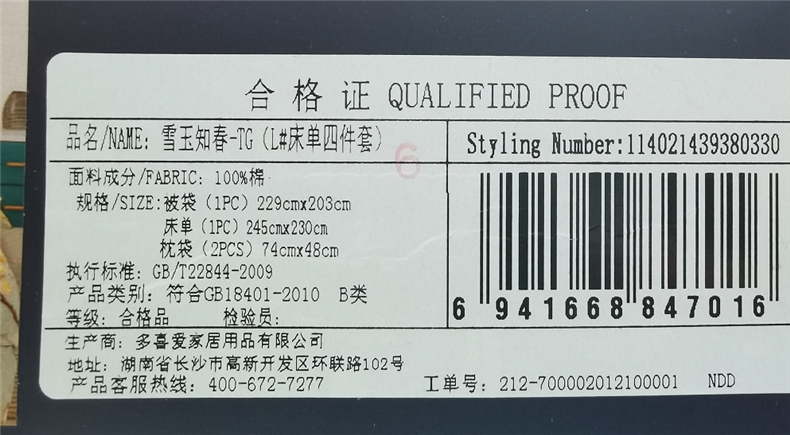 合格证 QUALIFIED PROOF
品名/NAME: 雪玉知春-TG（L#床单四件套）
6
Styling Number:114021439380330
面料成分/FABRIC: 100%棉
规格/SIZE:被袋（1PC）229cmx203cm
床单（1PC）245cmx230cm
枕袋（2PCS）74cmx48cm
执行标准: GB/T22844-2009
产品类别: 符合GB18401-2010 B类
等级: 合格品 检验员:
6 941668 847016
生产商: 多喜爱家居用品有限公司
地址: 湖南省长沙市高新开发区环联路102号
产品客服热线: 400-672-7277
工单号: 212-700002012100001 NDD